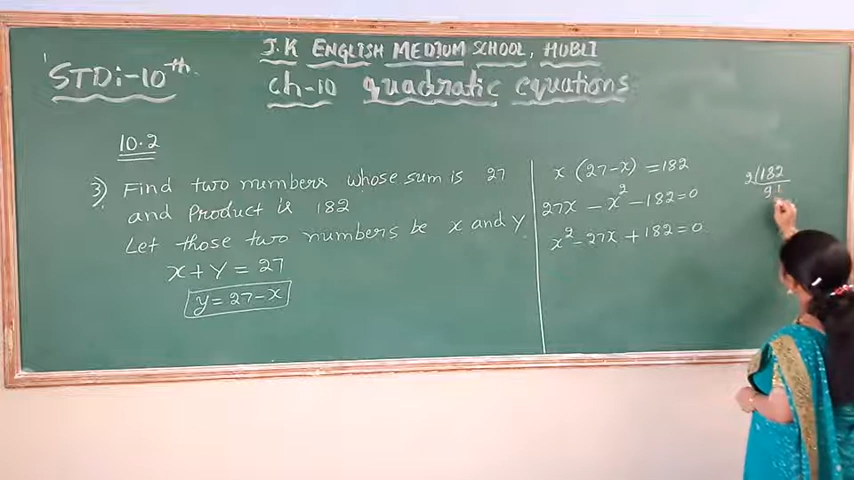 J.K ENGLISH MEDIUM SCHOOL, HUBLI
STD:-10th.
ch-10 quadratic equations
10.2
3) Find two numbers whose sum is 27
and product is 182
Let those two numbers be x and y
x+y = 27
y = 27-x
x (27-x) = 182
27x - x² - 182=0
x² - 27x + 182 = 0
2 182
91